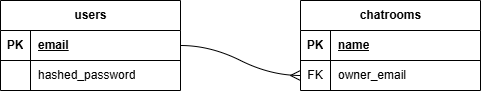 users
PK email
hashed_password
chatrooms
PK name
FK owner_email